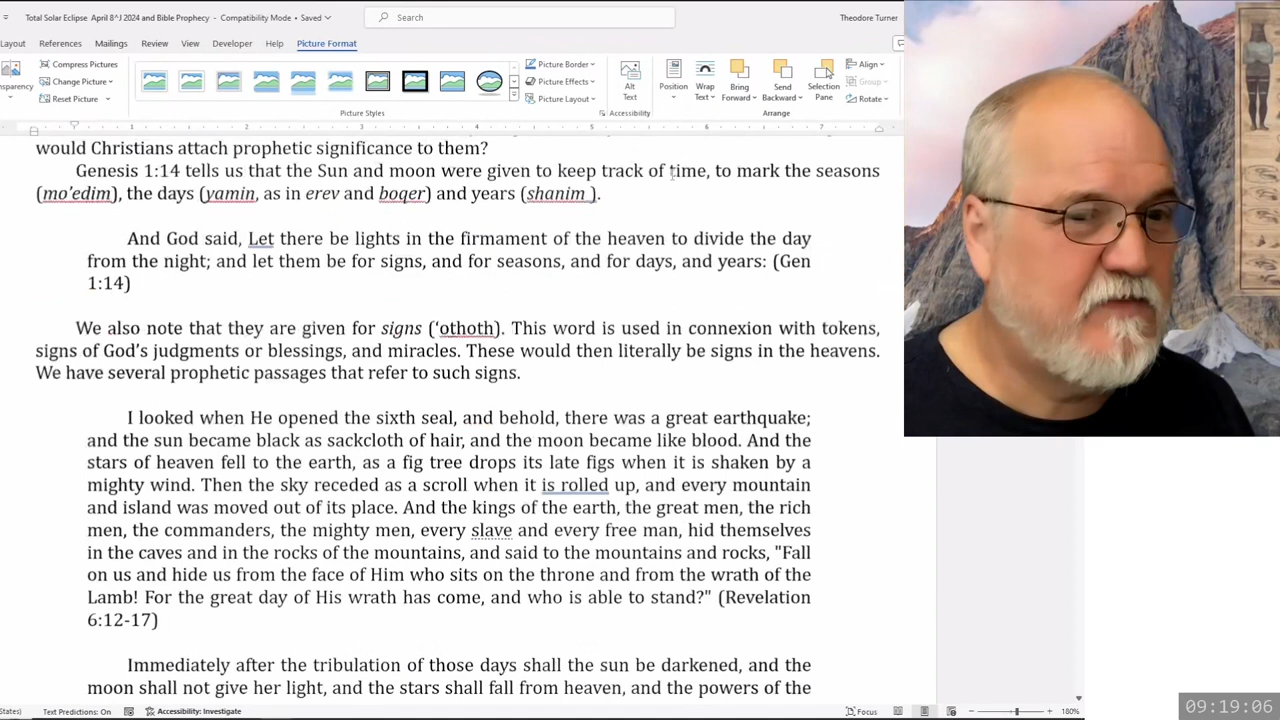 Total Solar Eclipse April 8^J 2024 and Bible Prophecy - Compatibility Mode • Saved
Search
Theodore Turner
Layout References Mailings Review View Developer Help Picture Format
Compress Pictures
Change Picture
Reset Picture
Picture Border
Picture Effects
Picture Layout
Alt Text
Position
Wrap Text
Bring Forward
Send Backward
Selection Pane
Align
Group
Rotate
Picture Styles
Accessibility
Arrange
1 2 3 4 5 6 7
would Christians attach prophetic significance to them?
Genesis 1:14 tells us that the Sun and moon were given to keep track of time, to mark the seasons
(mo’edim), the days (yamin, as in erev and boqer) and years (shanim ).
And God said, Let there be lights in the firmament of the heaven to divide the day
from the night; and let them be for signs, and for seasons, and for days, and years: (Gen
1:14)
We also note that they are given for signs (‘othoth). This word is used in connexion with tokens,
signs of God’s judgments or blessings, and miracles. These would then literally be signs in the heavens.
We have several prophetic passages that refer to such signs.
I looked when He opened the sixth seal, and behold, there was a great earthquake;
and the sun became black as sackcloth of hair, and the moon became like blood. And the
stars of heaven fell to the earth, as a fig tree drops its late figs when it is shaken by a
mighty wind. Then the sky receded as a scroll when it is rolled up, and every mountain
and island was moved out of its place. And the kings of the earth, the great men, the rich
men, the commanders, the mighty men, every slave and every free man, hid themselves
in the caves and in the rocks of the mountains, and said to the mountains and rocks, "Fall
on us and hide us from the face of Him who sits on the throne and from the wrath of the
Lamb! For the great day of His wrath has come, and who is able to stand?" (Revelation
6:12-17)
Immediately after the tribulation of those days shall the sun be darkened, and the
moon shall not give her light, and the stars shall fall from heaven, and the powers of the
States) Text Predictions: On Accessibility: Investigate
Focus
180%
09:19:06